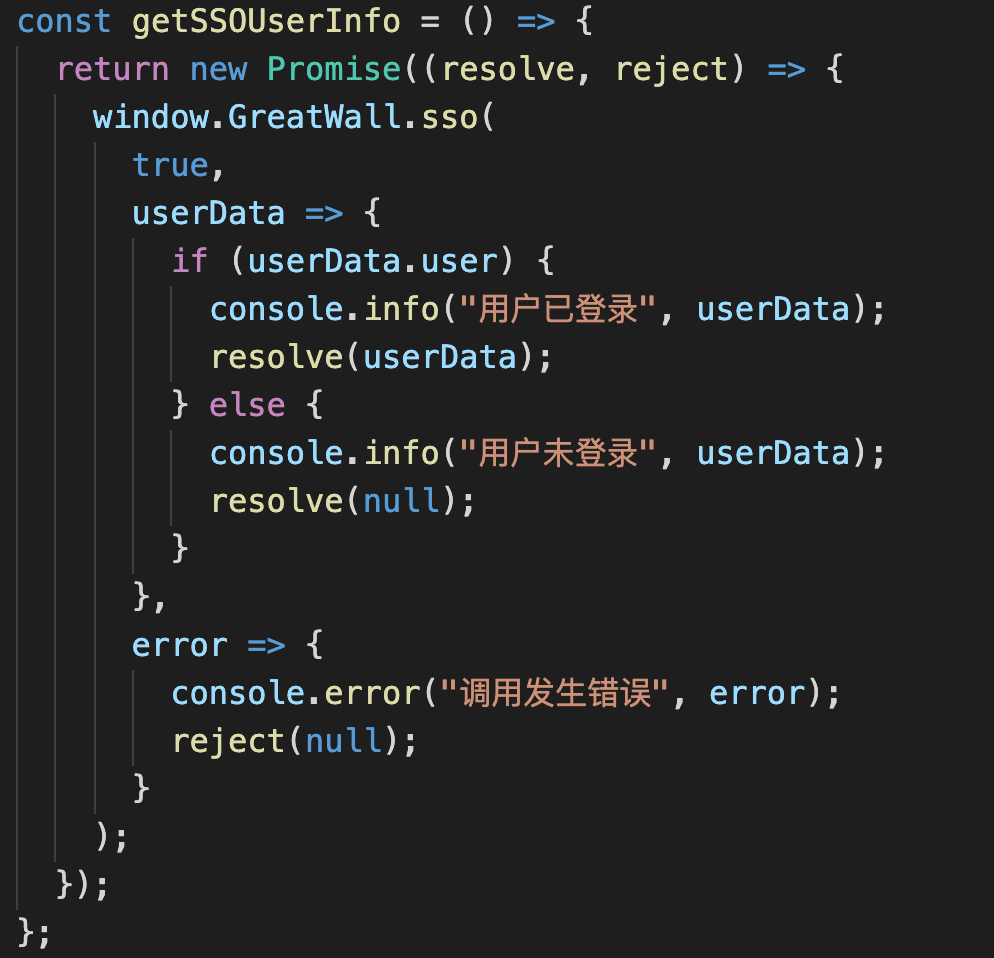 const getSSOUserInfo = () => {
  return new Promise((resolve, reject) => {
    window.GreatWall.sso(
      true,
      userData => {
        if (userData.user) {
          console.info("用户已登录", userData);
          resolve(userData);
        } else {
          console.info("用户未登录", userData);
          resolve(null);
        }
      },
      error => {
        console.error("调用发生错误", error);
        reject(null);
      }
    );
  });
};